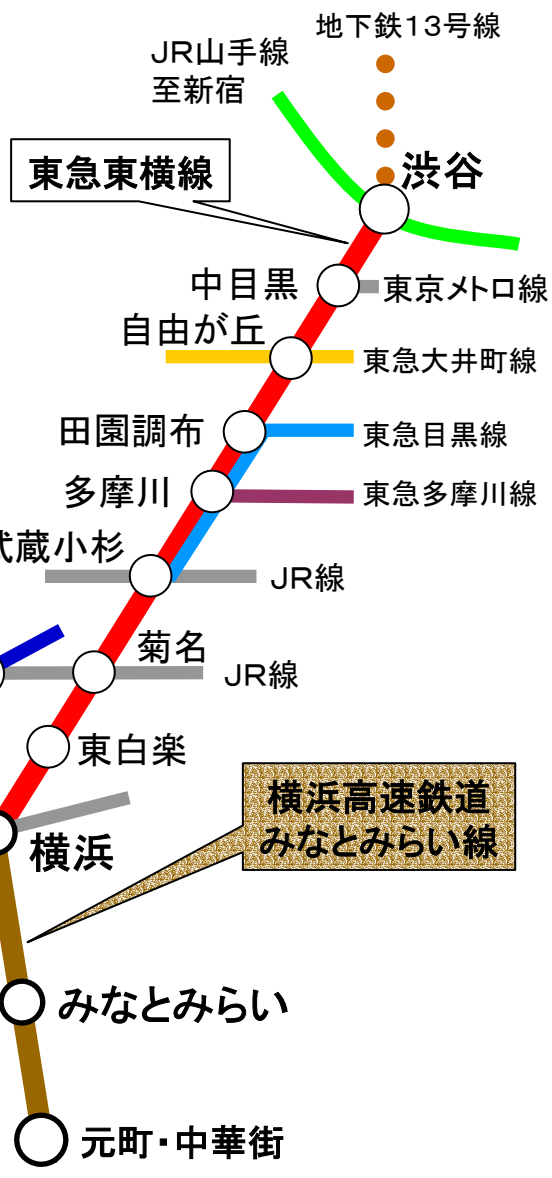 地下鉄13号線
JR山手線
至新宿
東急東横線
渋谷
中目黒
東京メトロ線
自由が丘
東急大井町線
田園調布
東急目黒線
多摩川
東急多摩川線
武蔵小杉
JR線
菊名
JR線
東白楽
横浜高速鉄道
みなとみらい線
横浜
みなとみらい
元町・中華街